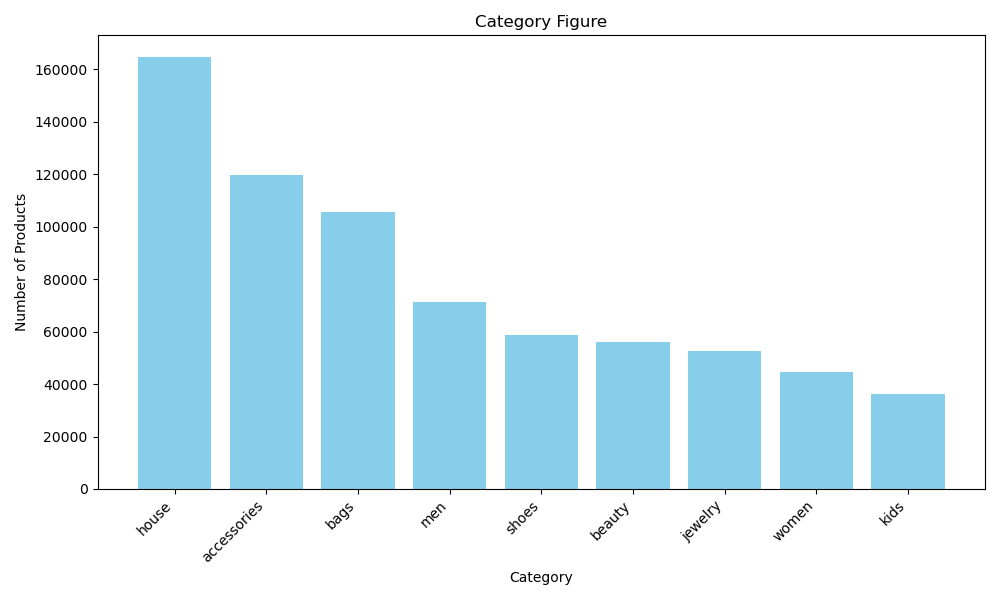 Category Figure
Number of Products
160000
140000
120000
100000
80000
60000
40000
20000
0
house
accessories
bags
men
shoes
beauty
jewelry
women
kids
Category